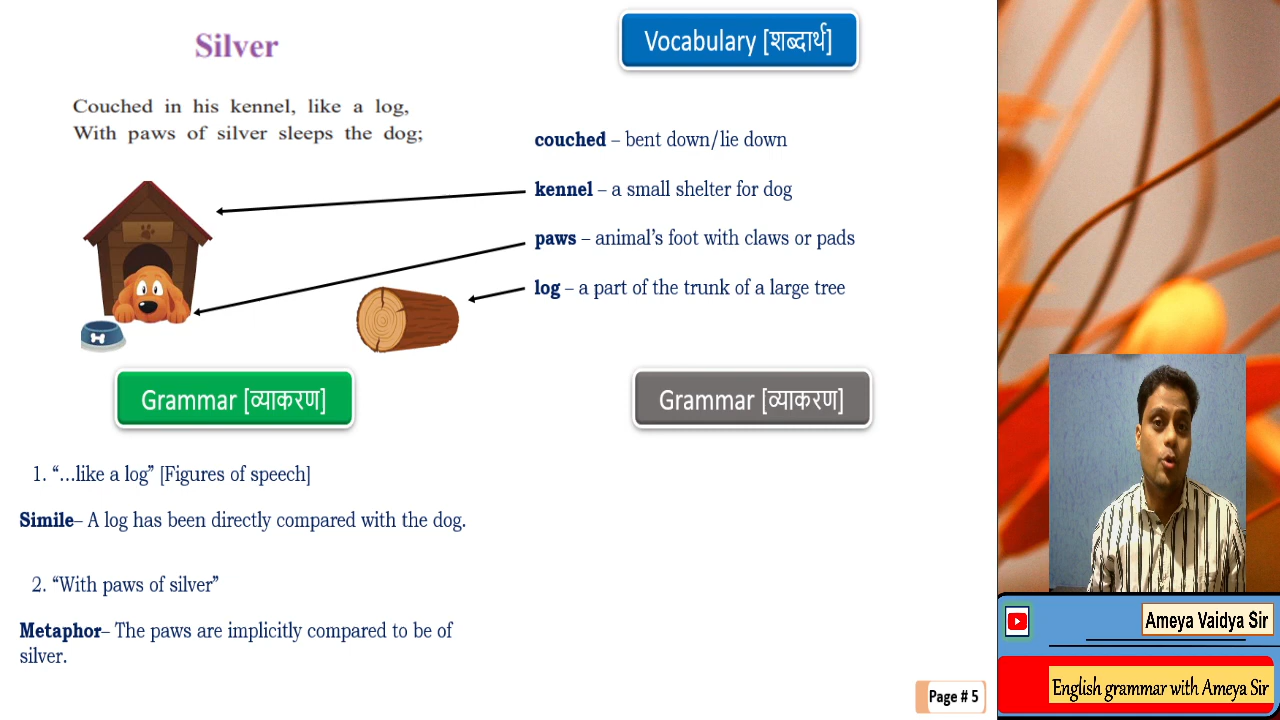 Silver
Vocabulary [शब्दार्थ]
Couched in his kennel, like a log,
With paws of silver sleeps the dog;
couched – bent down/lie down
kennel – a small shelter for dog
paws – animal’s foot with claws or pads
log – a part of the trunk of a large tree
Grammar [व्याकरण]
Grammar [व्याकरण]
1. “...like a log” [Figures of speech]
Simile– A log has been directly compared with the dog.
2. “With paws of silver”
Metaphor– The paws are implicitly compared to be of
silver.
Page # 5
Ameya Vaidya Sir
English grammar with Ameya Sir